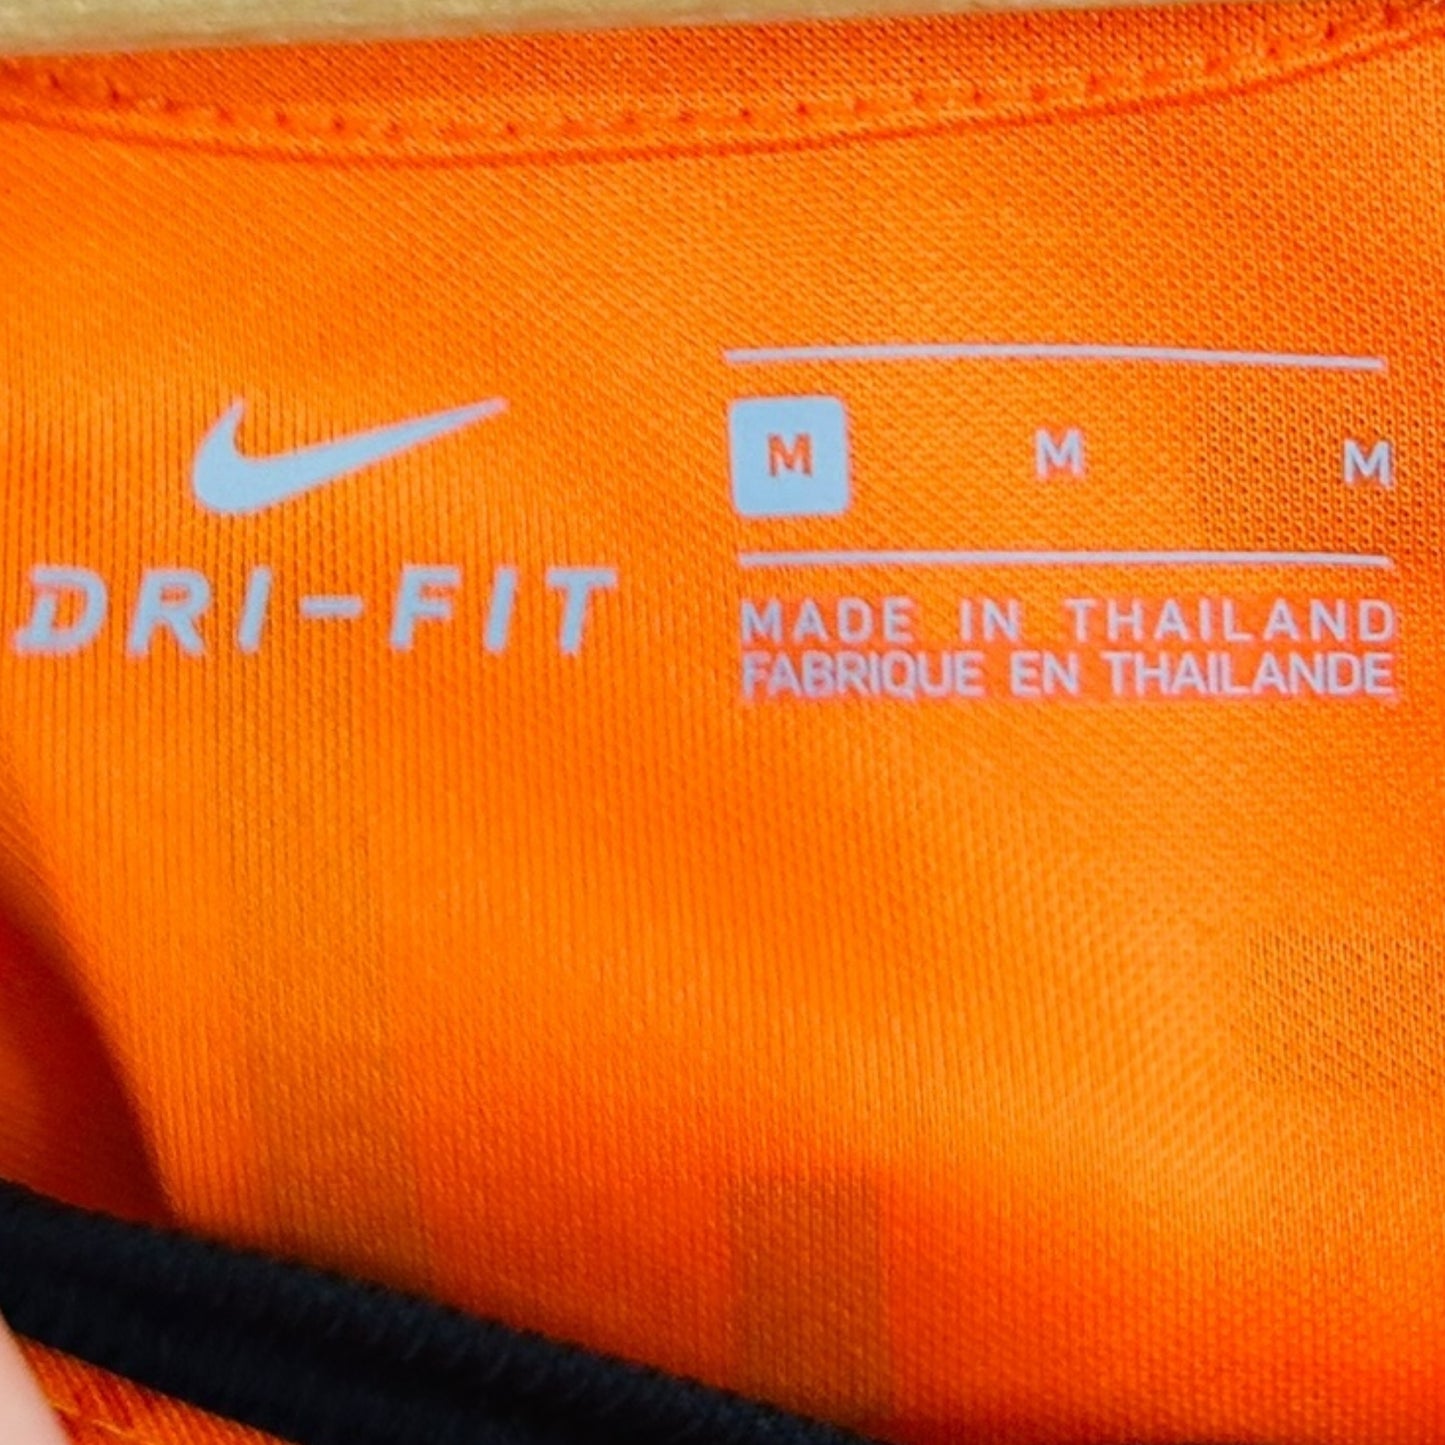 DRI-FIT
M M M
MADE IN THAILAND
FABRIQUE EN THAILANDE